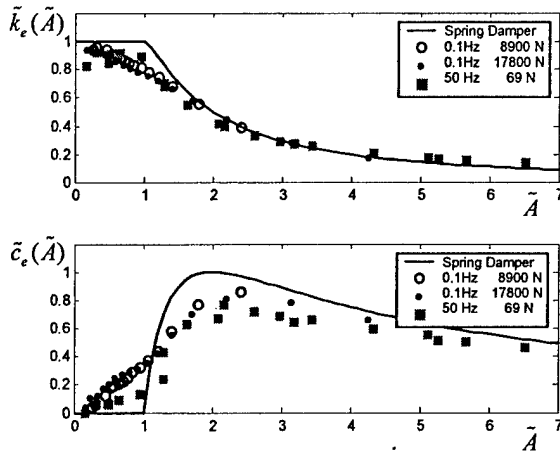 k̃ₑ(Ã)
Spring Damper
0.1Hz 8900 N
0.1Hz 17800 N
50 Hz 69 N
1
0.8
0.6
0.4
0.2
0 1 2 3 4 5 6 7
Ã
c̃ₑ(Ã)
Spring Damper
0.1Hz 8900 N
0.1Hz 17800 N
50 Hz 69 N
1
0.8
0.6
0.4
0.2
0
0 1 2 3 4 5 6 7
Ã